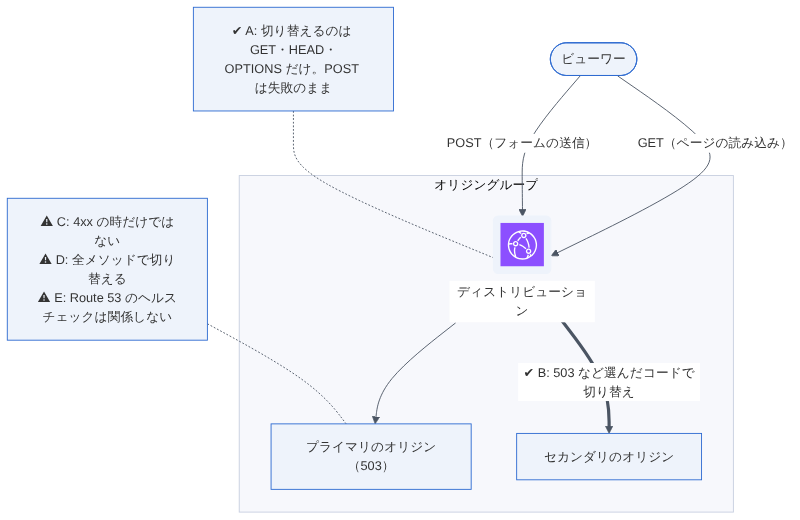 ✔ A: 切り替えるのは
GET・HEAD・
OPTIONS だけ。POST
は失敗のまま
ビューワー
POST（フォームの送信）
GET（ページの読み込み）
オリジングループ
⚠ C: 4xx の時だけでは
ない
⚠ D: 全メソッドで切り
替える
⚠ E: Route 53 のヘルス
チェックは関係しない
ディストリビューショ
ン
✔ B: 503 など選んだコードで
切り替え
プライマリのオリジン
（503）
セカンダリのオリジン